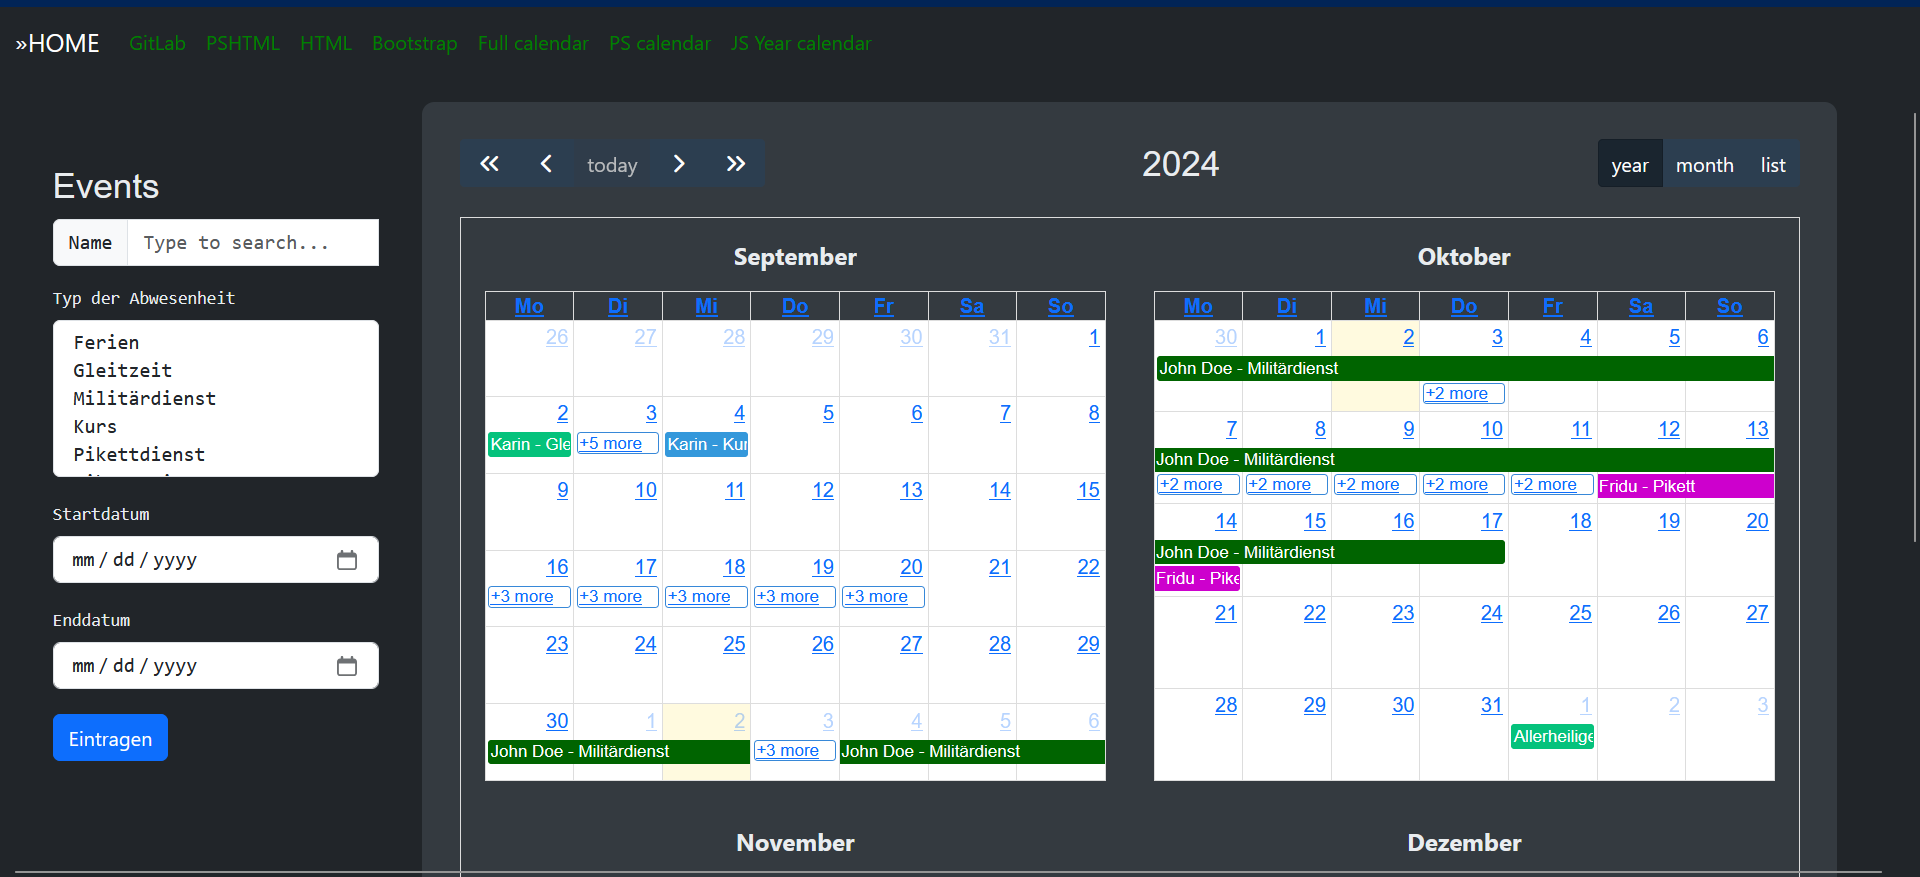 »HOME GitLab PSHTML HTML Bootstrap Full calendar PS calendar JS Year calendar
Events
Name Type to search...
Typ der Abwesenheit
Ferien
Gleitzeit
Militärdienst
Kurs
Pikettdienst
Startdatum
mm/dd/yyyy
Enddatum
mm/dd/yyyy
Eintragen
« ‹ today › » 2024 year month list
September
Mo Di Mi Do Fr Sa So
26 27 28 29 30 31 1
2 3 4 5 6 7 8
Karin - Gle +5 more Karin - Kur
9 10 11 12 13 14 15
16 17 18 19 20 21 22
+3 more +3 more +3 more +3 more +3 more
23 24 25 26 27 28 29
30 1 2 3 4 5 6
John Doe - Militärdienst +3 more John Doe - Militärdienst
Oktober
Mo Di Mi Do Fr Sa So
30 1 2 3 4 5 6
John Doe - Militärdienst
+2 more
7 8 9 10 11 12 13
John Doe - Militärdienst
+2 more +2 more +2 more +2 more +2 more Fridu - Pikett
14 15 16 17 18 19 20
John Doe - Militärdienst
Fridu - Pike
21 22 23 24 25 26 27
28 29 30 31 1 2 3
Allerheilige
November
Dezember